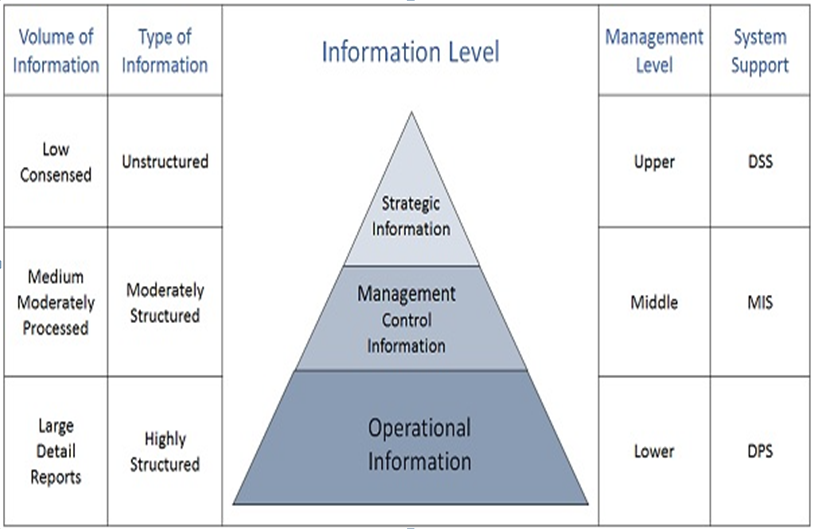 Volume of
Information
Type of
Information
Information Level
Management
Level
System
Support
Low
Consensed
Unstructured
Strategic
Information
Upper
DSS
Medium
Moderately
Processed
Moderately
Structured
Management
Control
Information
Middle
MIS
Large
Detail
Reports
Highly
Structured
Operational
Information
Lower
DPS